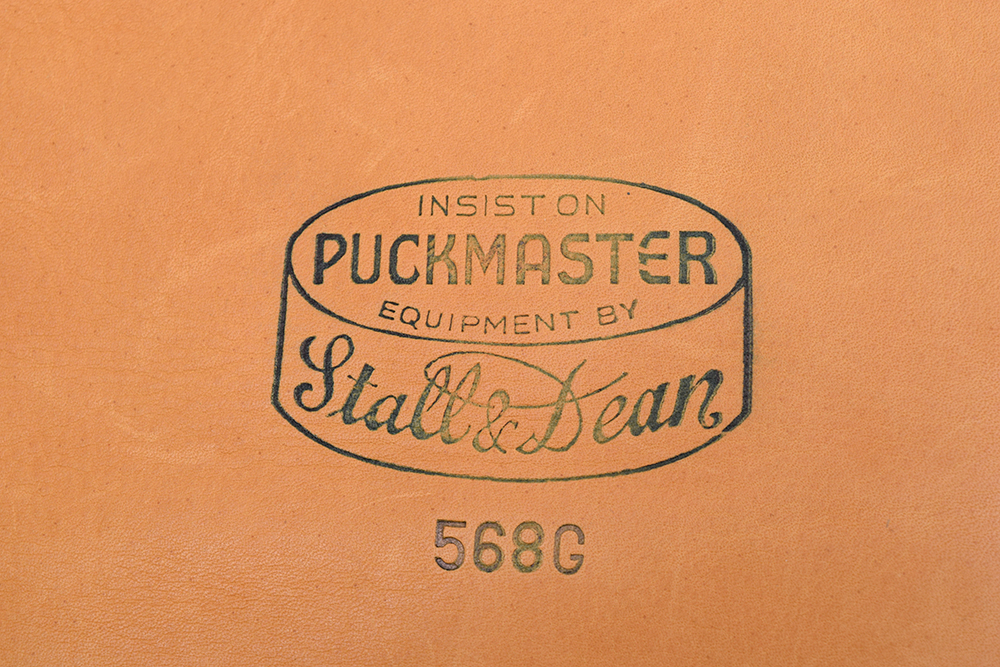 INSIST ON
PUCKMASTER
EQUIPMENT BY
Stall & Dean
568G